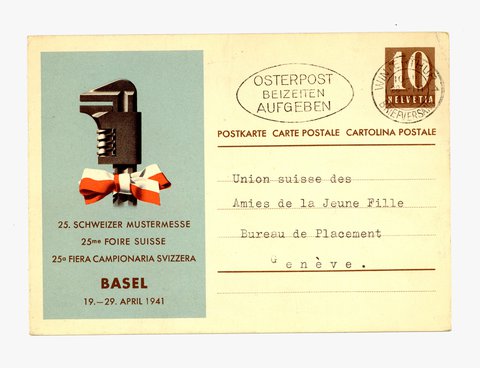 OSTERPOST
BEIZEITEN
AUFGEBEN
10
HELVETIA
POSTKARTE CARTE POSTALE CARTOLINA POSTALE
Union suisse des
Amies de la Jeune Fille
Bureau de Placement
Genève.
25. SCHWEIZER MUSTERMESSE
25me FOIRE SUISSE
25a FIERA CAMPIONARIA SVIZZERA
BASEL
19.–29. APRIL 1941